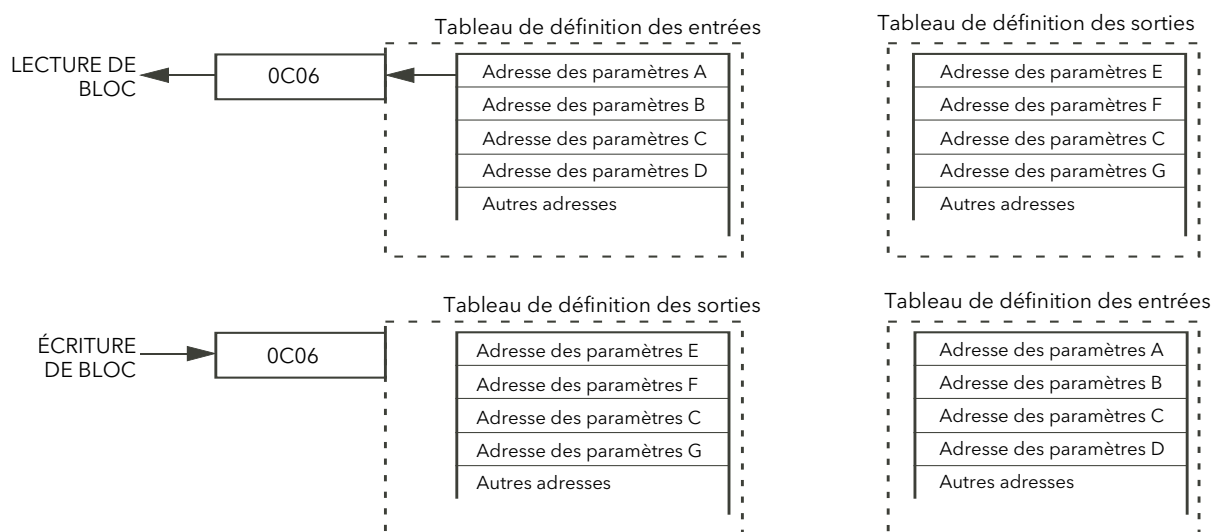 Tableau de définition des entrées
Tableau de définition des sorties
LECTURE DE
BLOC
0C06
Adresse des paramètres A
Adresse des paramètres B
Adresse des paramètres C
Adresse des paramètres D
Autres adresses
Adresse des paramètres E
Adresse des paramètres F
Adresse des paramètres C
Adresse des paramètres G
Autres adresses
Tableau de définition des sorties
Tableau de définition des entrées
ÉCRITURE
DE BLOC
0C06
Adresse des paramètres E
Adresse des paramètres F
Adresse des paramètres C
Adresse des paramètres G
Autres adresses
Adresse des paramètres A
Adresse des paramètres B
Adresse des paramètres C
Adresse des paramètres D
Autres adresses